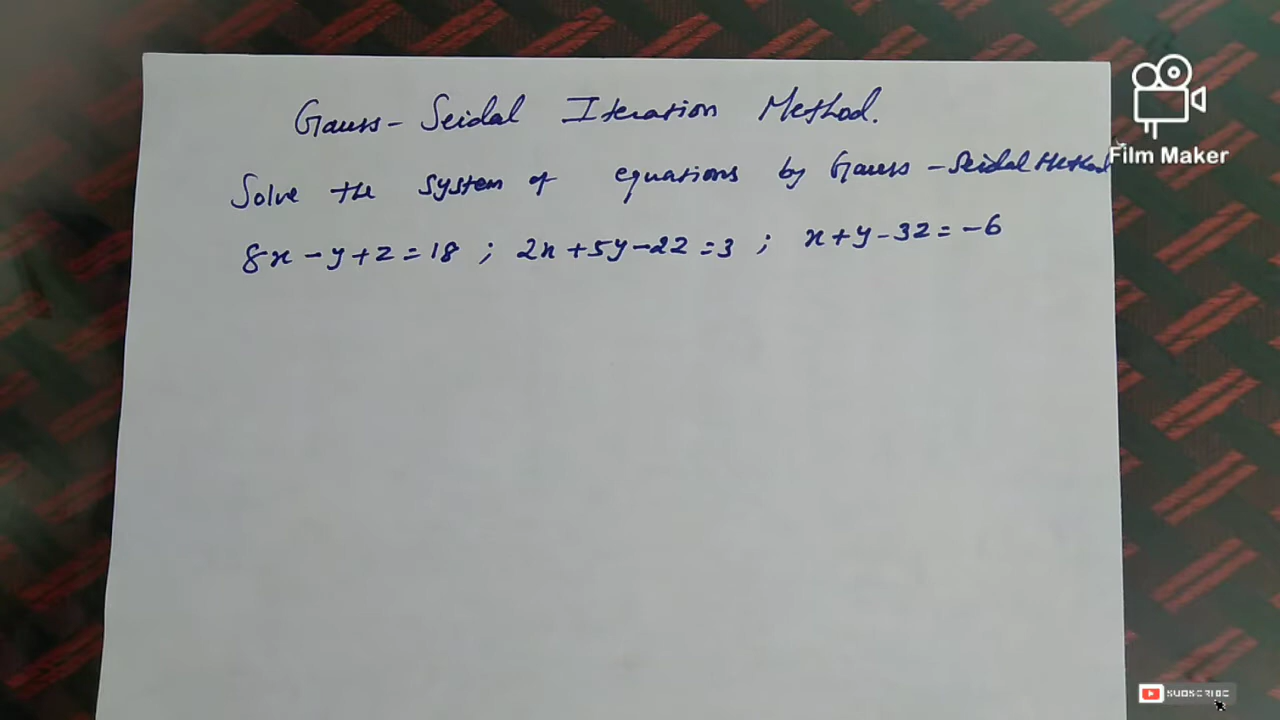 Gauss-Seidal Iteration Method.
Film Maker
Solve the system of equations by Gauss-Seidal Method
8x-y+z=18 ; 2x+5y-2z=3 ; x+y-3z=-6
SUBSCRIBE